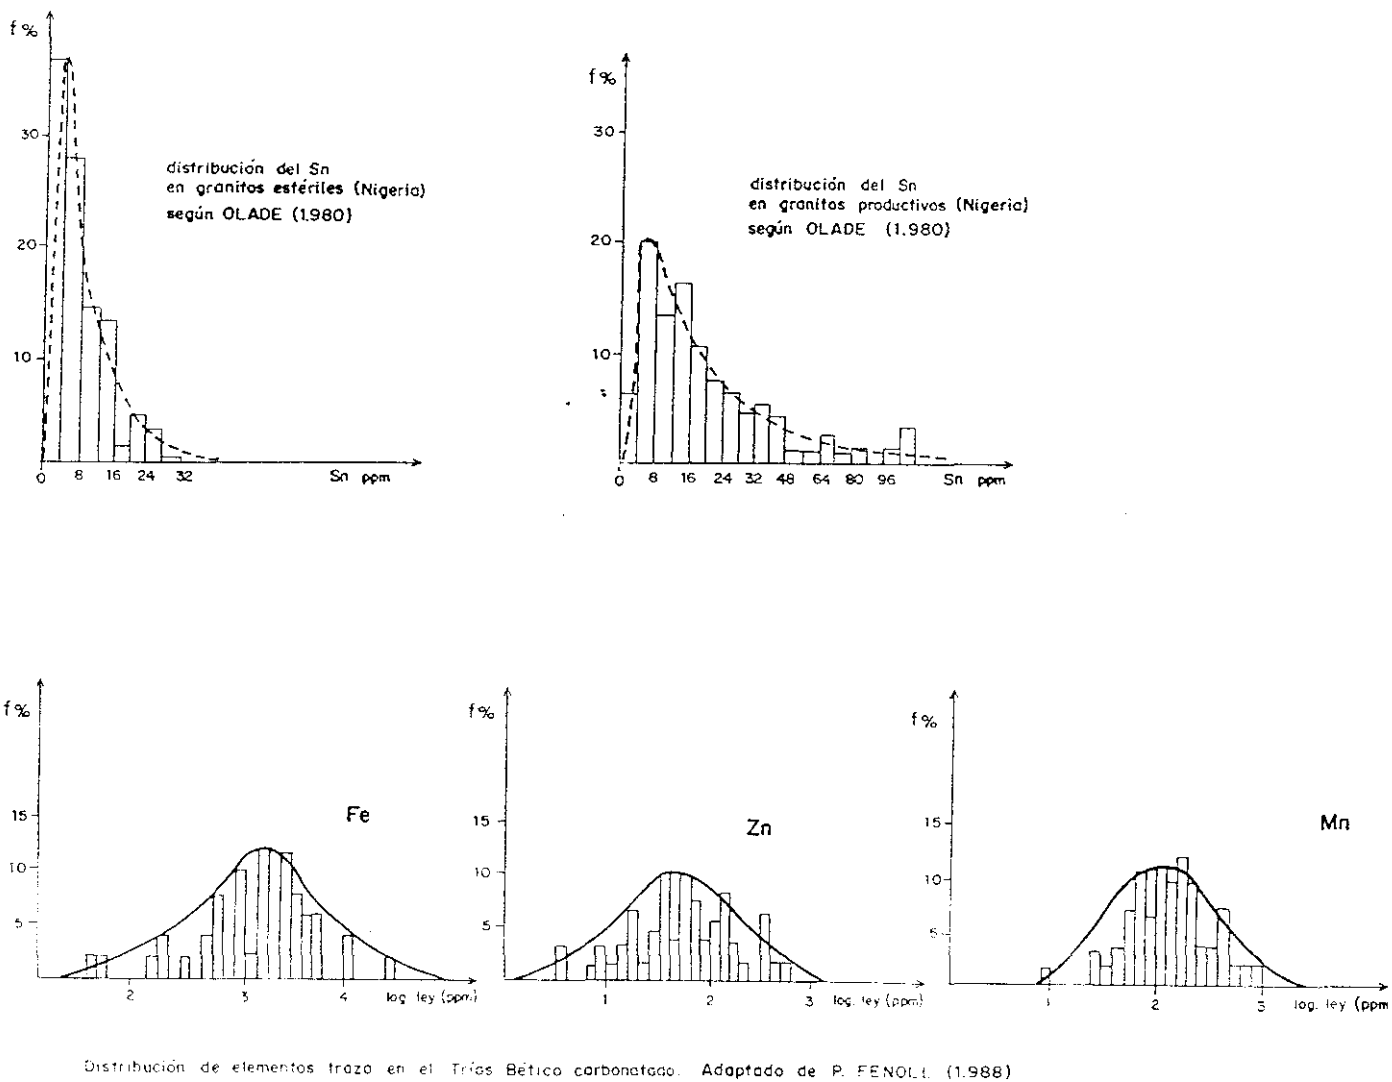 f%
30
20
10
distribución del Sn
en granitos estériles (Nigeria)
según OLADE (1.980)
0 8 16 24 32 Sn ppm
f%
30
20
10
distribución del Sn
en granitos productivos (Nigeria)
según OLADE (1.980)
0 8 16 24 32 48 64 80 96 Sn ppm
f%
15
10
5
Fe
2 3 4 log. ley (ppm)
f%
15
10
5
Zn
1 2 3 log. ley (ppm)
f%
15
10
5
Mn
1 2 3 log. ley (ppm
Distribución de elementos traza en el Trías Bético carbonatado. Adaptado de P. FENOLL (1.988)